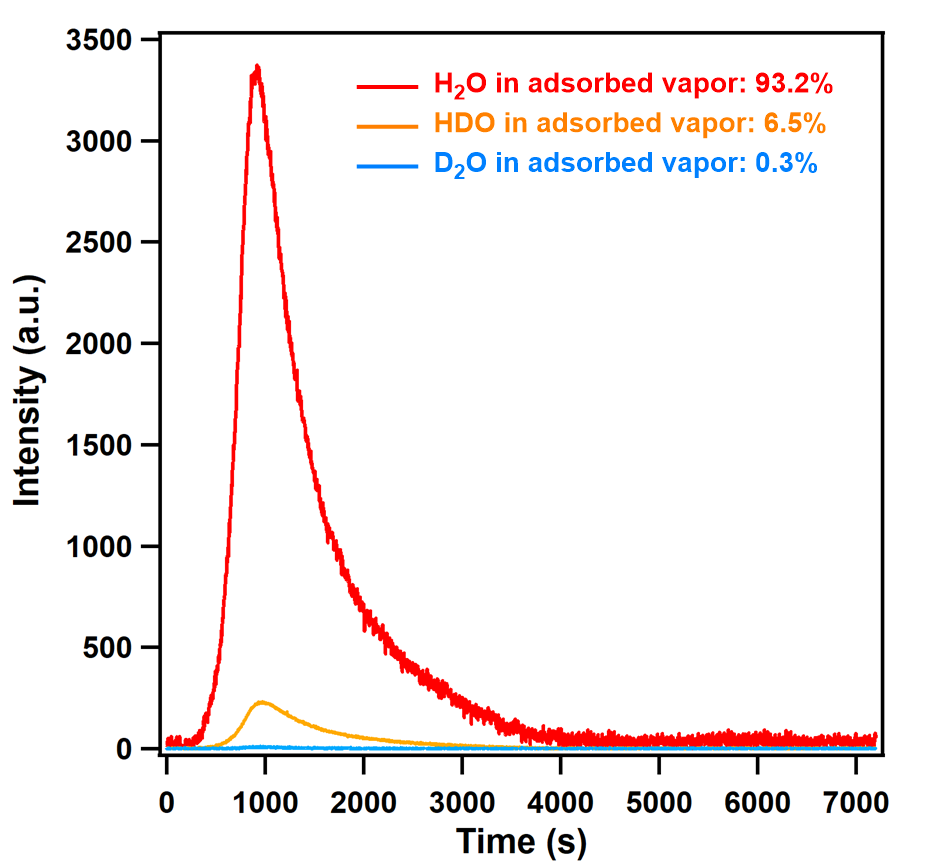 H₂O in adsorbed vapor: 93.2%
HDO in adsorbed vapor: 6.5%
D₂O in adsorbed vapor: 0.3%
Intensity (a.u.)
3500
3000
2500
2000
1500
1000
500
0
0 1000 2000 3000 4000 5000 6000 7000
Time (s)